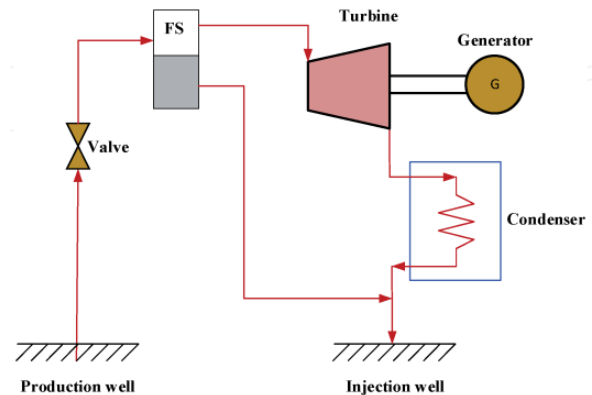 Turbine
FS
Generator
G
Valve
Condenser
Production well
Injection well